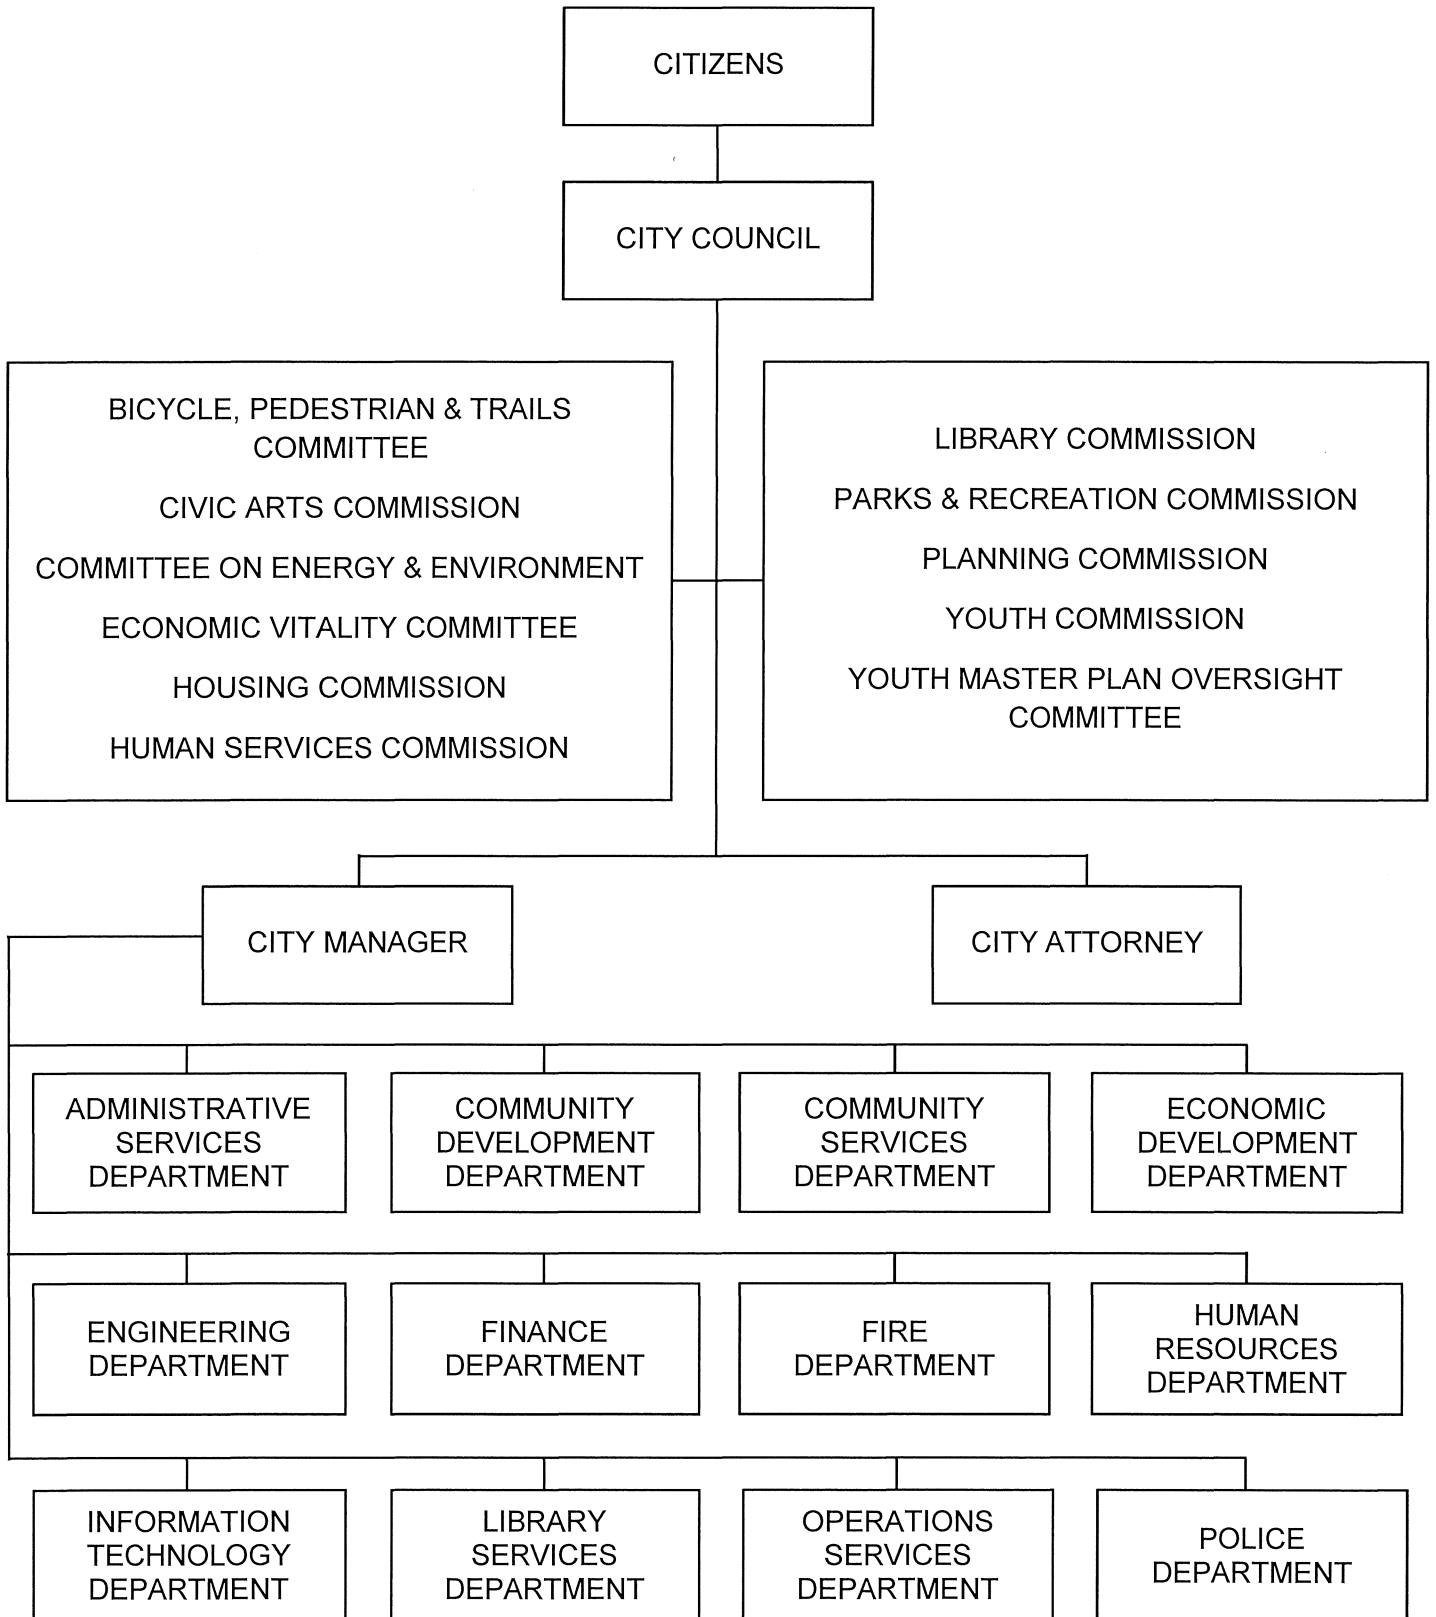 CITIZENS
CITY COUNCIL
BICYCLE, PEDESTRIAN & TRAILS
COMMITTEE
CIVIC ARTS COMMISSION
COMMITTEE ON ENERGY & ENVIRONMENT
ECONOMIC VITALITY COMMITTEE
HOUSING COMMISSION
HUMAN SERVICES COMMISSION
LIBRARY COMMISSION
PARKS & RECREATION COMMISSION
PLANNING COMMISSION
YOUTH COMMISSION
YOUTH MASTER PLAN OVERSIGHT
COMMITTEE
CITY MANAGER
CITY ATTORNEY
ADMINISTRATIVE
SERVICES
DEPARTMENT
COMMUNITY
DEVELOPMENT
DEPARTMENT
COMMUNITY
SERVICES
DEPARTMENT
ECONOMIC
DEVELOPMENT
DEPARTMENT
ENGINEERING
DEPARTMENT
FINANCE
DEPARTMENT
FIRE
DEPARTMENT
HUMAN
RESOURCES
DEPARTMENT
INFORMATION
TECHNOLOGY
DEPARTMENT
LIBRARY
SERVICES
DEPARTMENT
OPERATIONS
SERVICES
DEPARTMENT
POLICE
DEPARTMENT